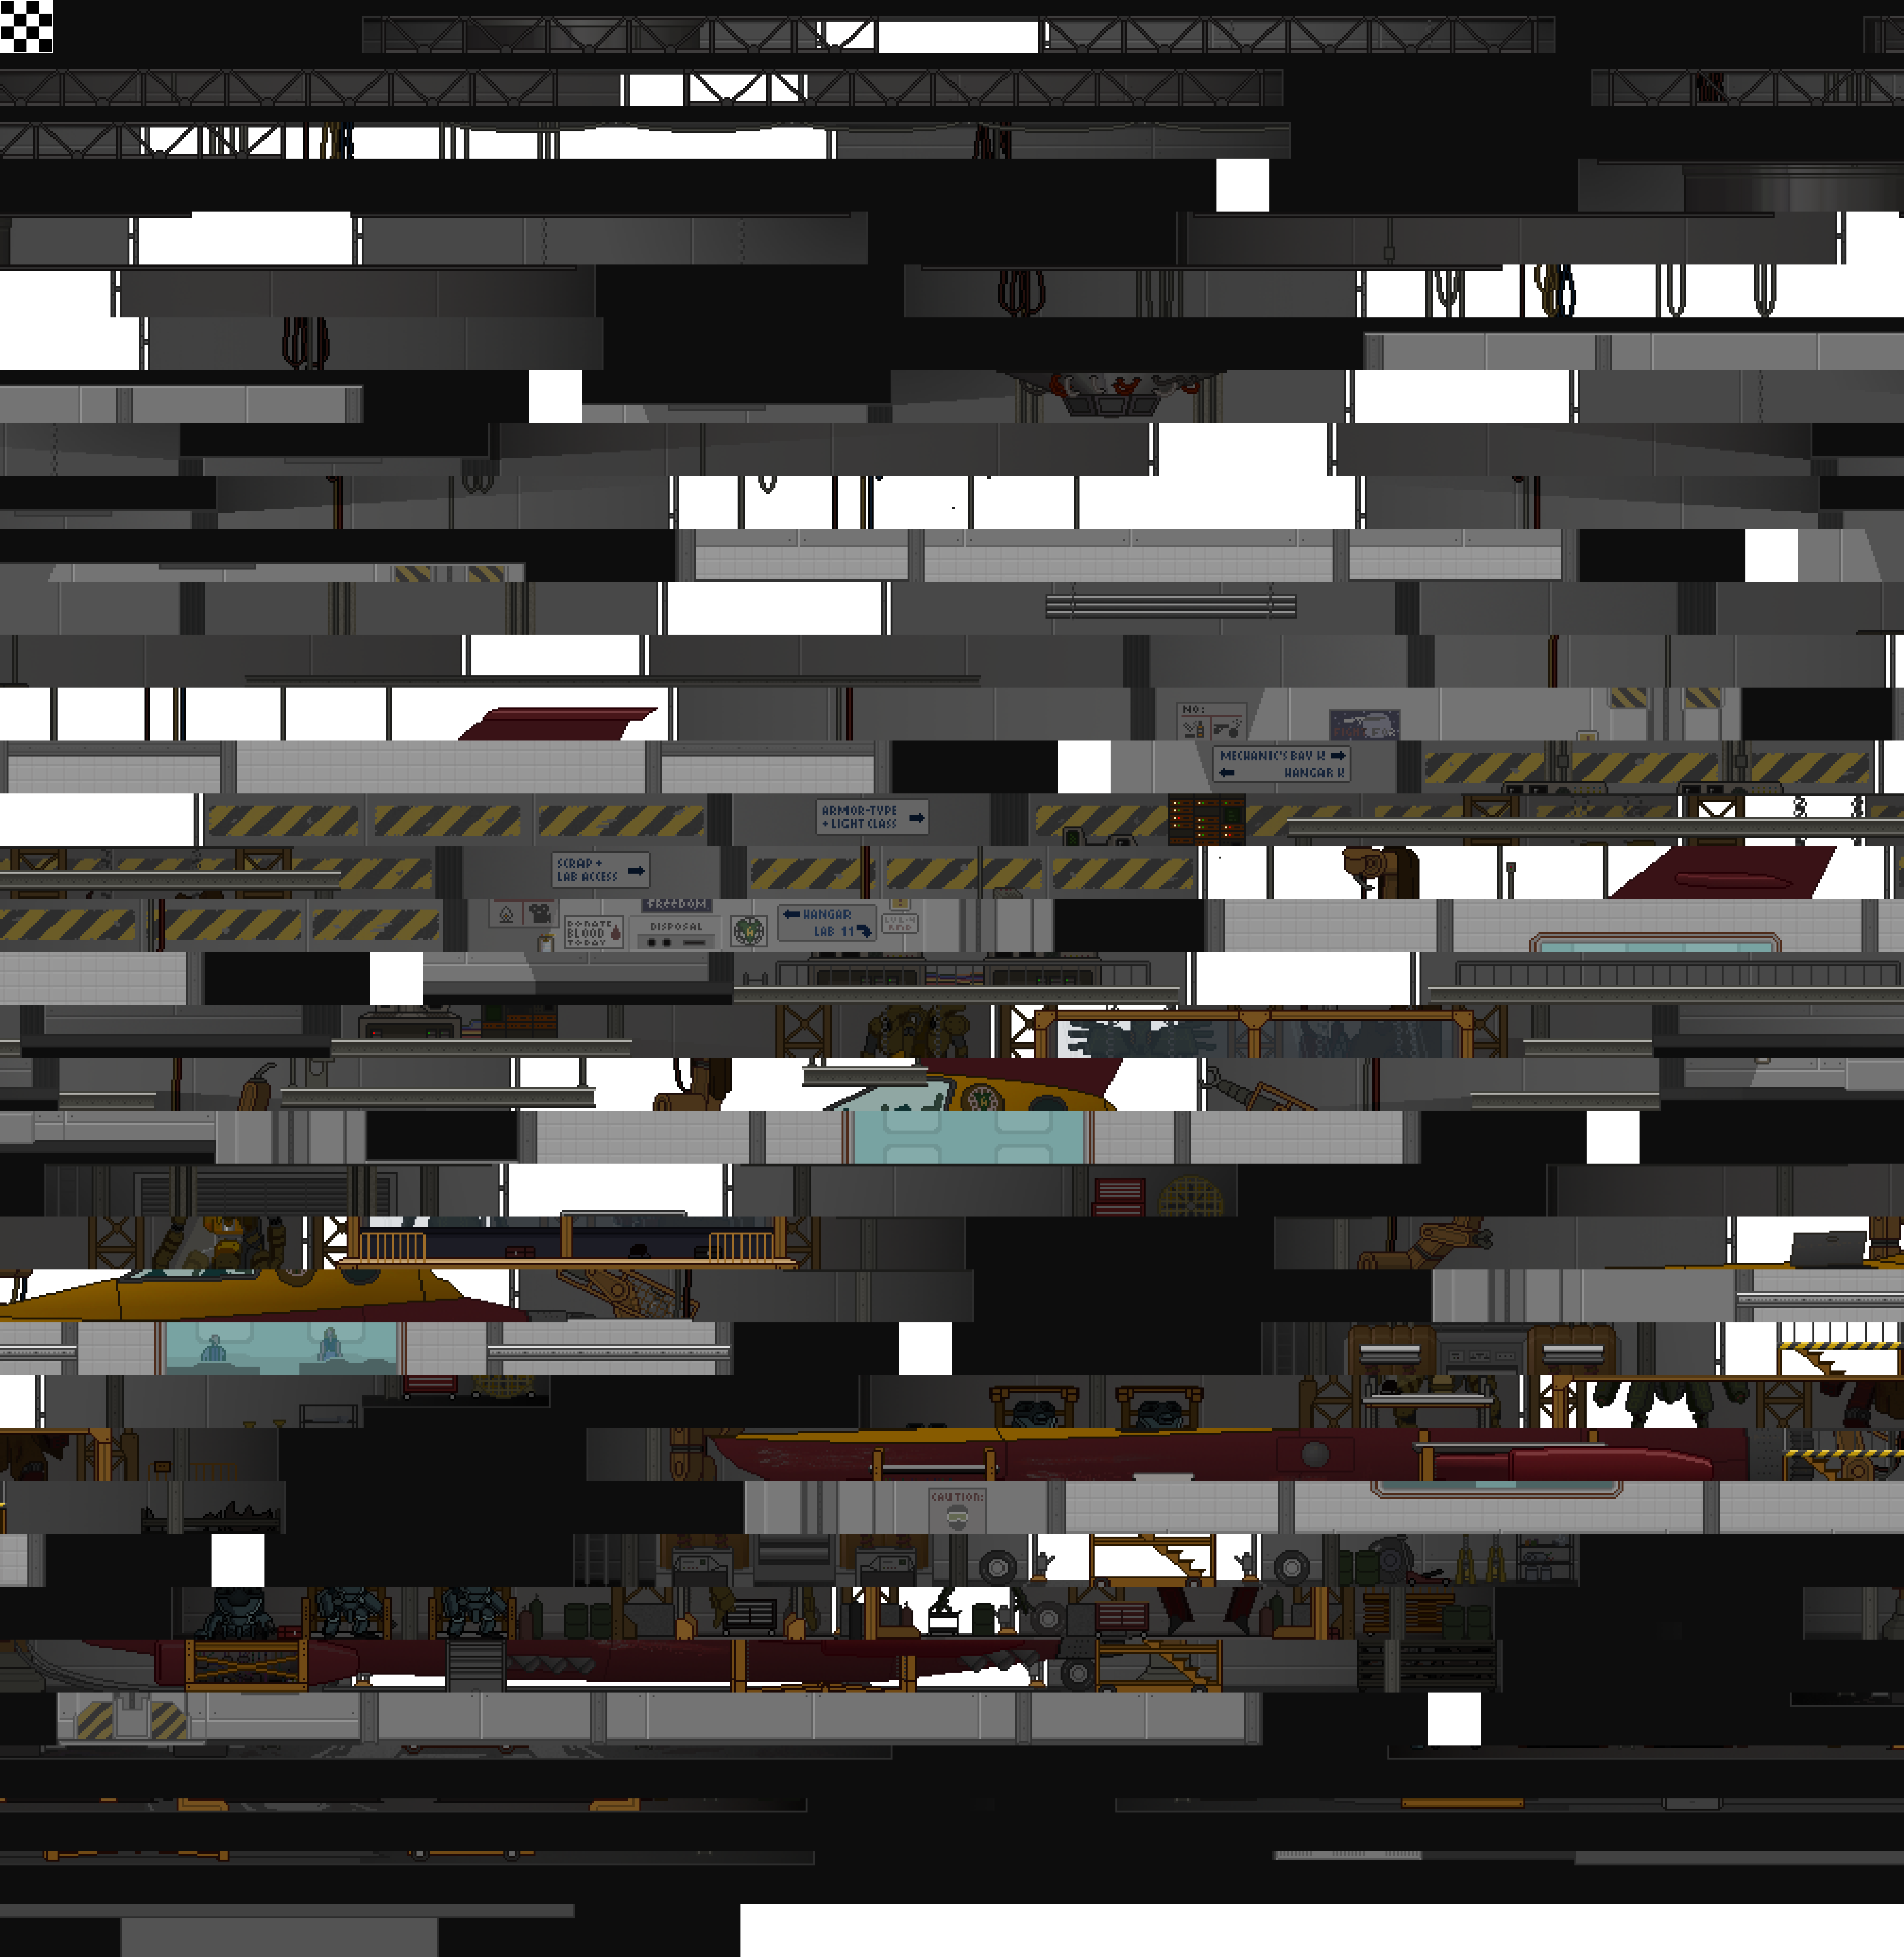 NO:
MECHANIC'S BAY K
HANGAR K
ARMOR-TYPE
+ LIGHT CLASS
SCRAP +
LAB ACCESS
FREEDOM
DONATE
BLOOD
TODAY
DISPOSAL
HANGAR
LAB 11
CAUTION: